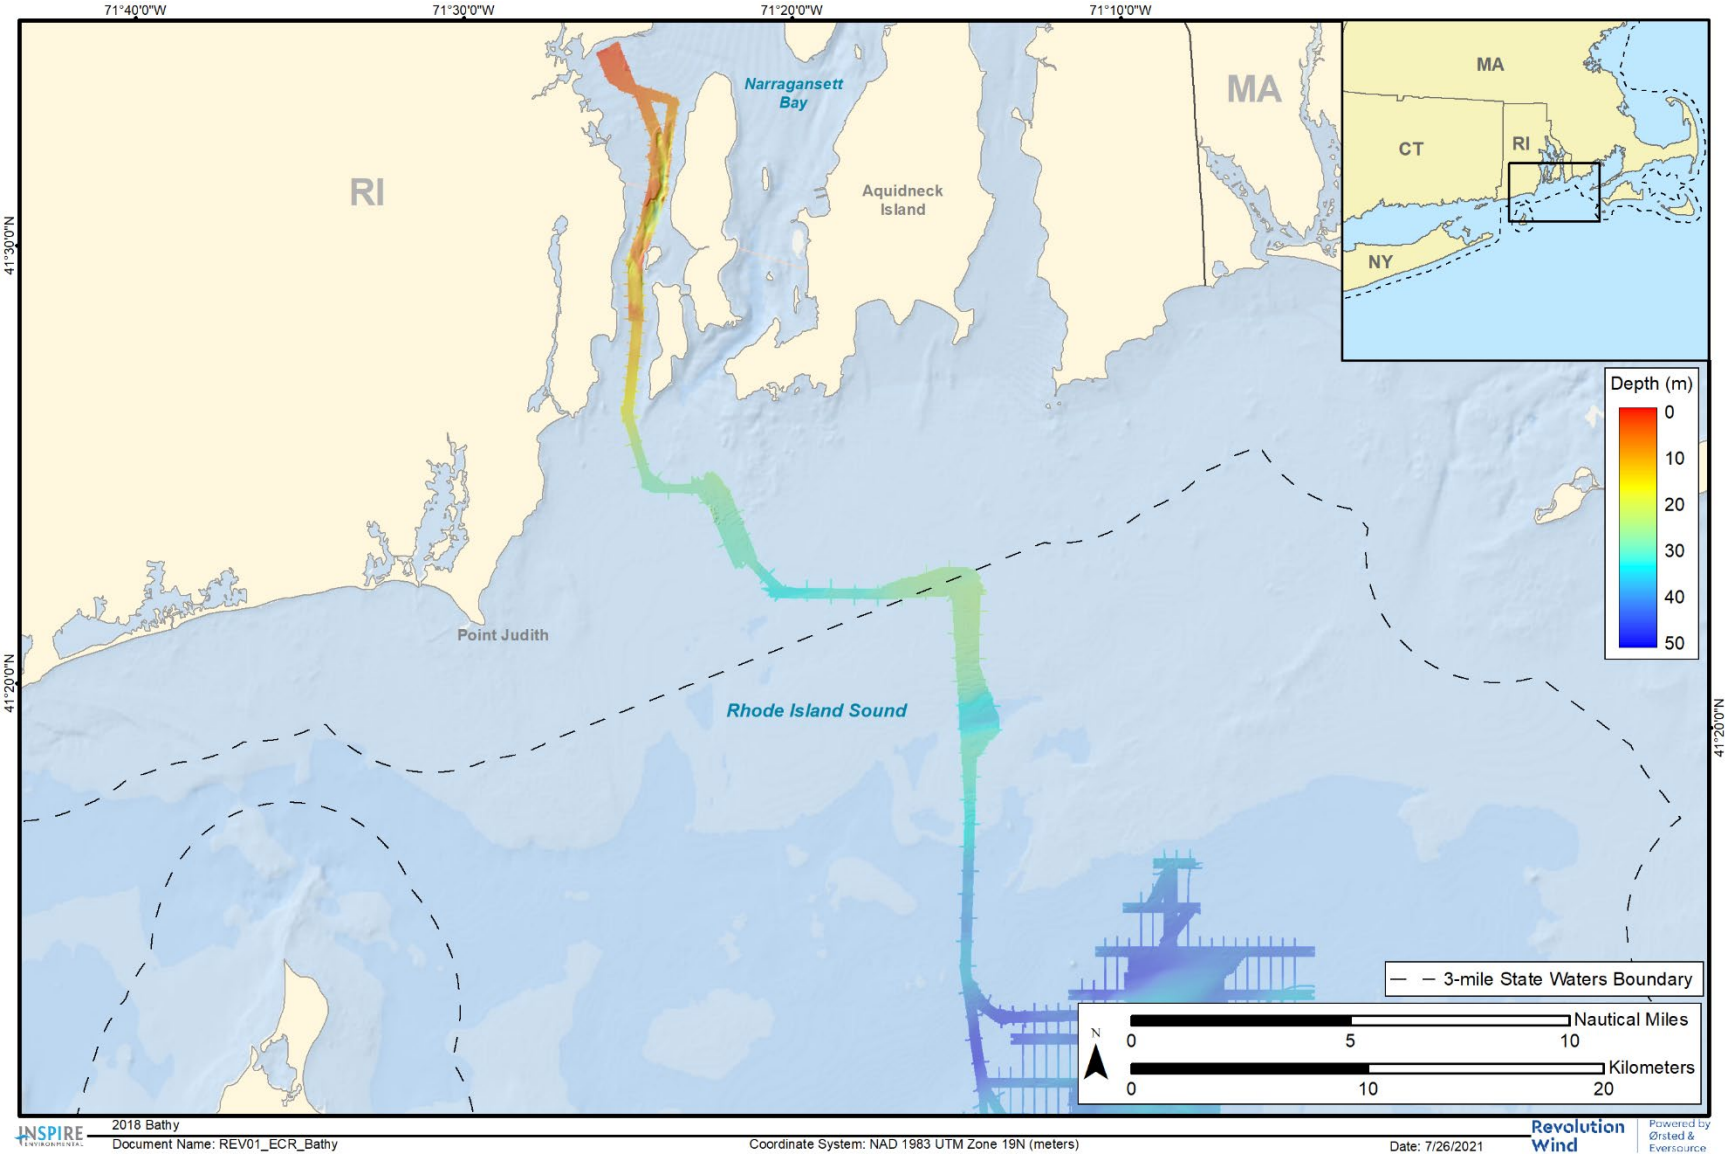 71°40'0"W
71°30'0"W
71°20'0"W
71°10'0"W
41°30'0"N
41°20'0"N
41°20'0"N
RI
MA
Narragansett
Bay
Aquidneck
Island
Point Judith
Rhode Island Sound
MA
CT
RI
NY
Depth (m)
0
10
20
30
40
50
3-mile State Waters Boundary
N
Nautical Miles
0
5
10
Kilometers
0
10
20
INSPIRE
ENVIRONMENTAL
2018 Bathy
Document Name: REV01_ECR_Bathy
Coordinate System: NAD 1983 UTM Zone 19N (meters)
Date: 7/26/2021
Revolution
Wind
Powered by
Ørsted &
Eversource